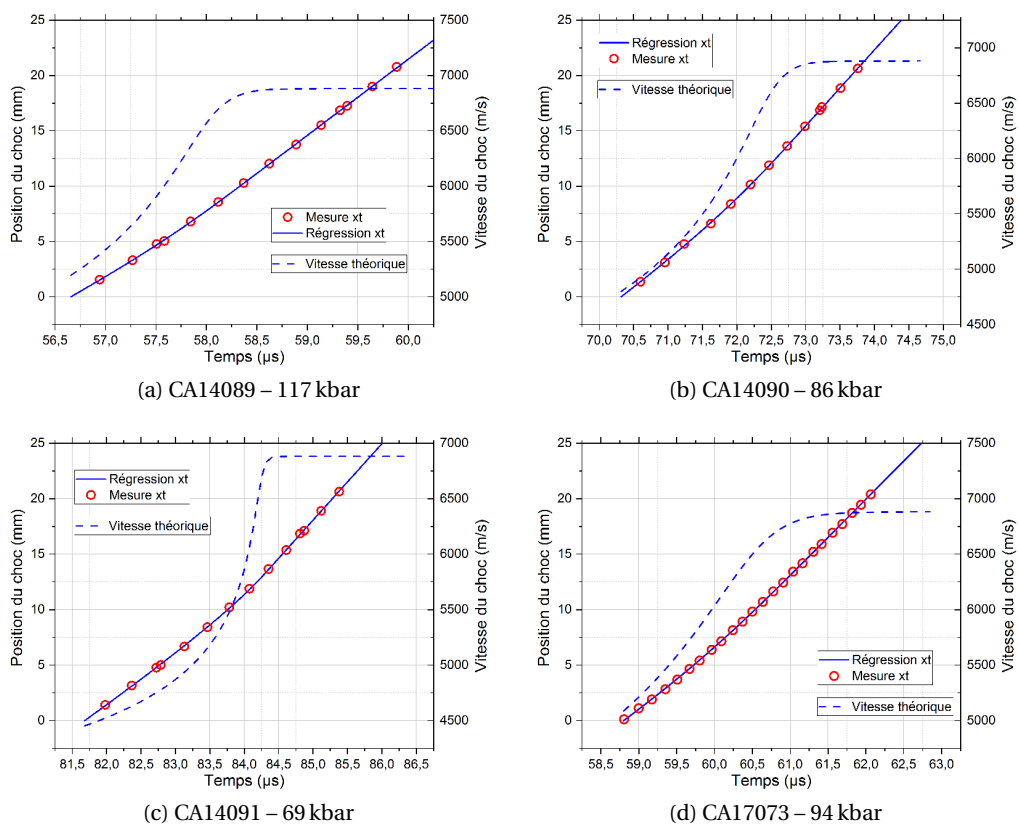 25
20
15
10
5
0
Position du choc (mm)
7500
7000
6500
6000
5500
5000
Vitesse du choc (m/s)
Mesure xt
Régression xt
Vitesse théorique
56,5 57,0 57,5 58,0 58,5 59,0 59,5 60,0
Temps (µs)
(a) CA14089 – 117 kbar
25
20
15
10
5
0
Position du choc (mm)
7000
6500
6000
5500
5000
4500
Vitesse du choc (m/s)
Régression xt
Mesure xt
Vitesse théorique
70,0 70,5 71,0 71,5 72,0 72,5 73,0 73,5 74,0 74,5 75,0
Temps (µs)
(b) CA14090 – 86 kbar
25
20
15
10
5
0
Position du choc (mm)
7000
6500
6000
5500
5000
4500
Vitesse du choc (m/s)
Régression xt
Mesure xt
Vitesse théorique
81,5 82,0 82,5 83,0 83,5 84,0 84,5 85,0 85,5 86,0 86,5
Temps (µs)
(c) CA14091 – 69 kbar
25
20
15
10
5
0
Position du choc (mm)
7500
7000
6500
6000
5500
5000
Vitesse du choc (m/s)
Régression xt
Mesure xt
Vitesse théorique
58,5 59,0 59,5 60,0 60,5 61,0 61,5 62,0 62,5 63,0
Temps (µs)
(d) CA17073 – 94 kbar